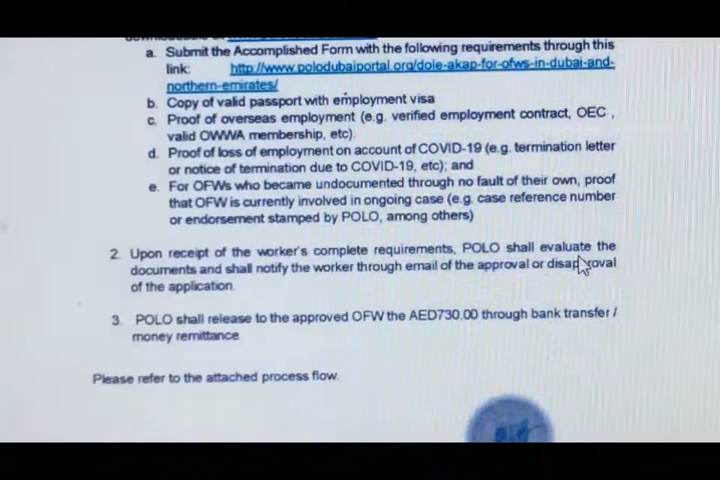 a. Submit the Accomplished Form with the following requirements through this
link: http://www.polodubaiportal.org/dole-akap-for-ofws-in-dubai-and-
northern-emirates/
b. Copy of valid passport with employment visa
c. Proof of overseas employment (e.g. verified employment contract, OEC ,
valid OWWA membership, etc).
d. Proof of loss of employment on account of COVID-19 (e.g. termination letter
or notice of termination due to COVID-19, etc); and
e. For OFWs who became undocumented through no fault of their own, proof
that OFW is currently involved in ongoing case (e.g. case reference number
or endorsement stamped by POLO, among others)
2. Upon receipt of the worker's complete requirements, POLO shall evaluate the
documents and shall notify the worker through email of the approval or disapproval
of the application.
3. POLO shall release to the approved OFW the AED730.00 through bank transfer /
money remittance
Please refer to the attached process flow.